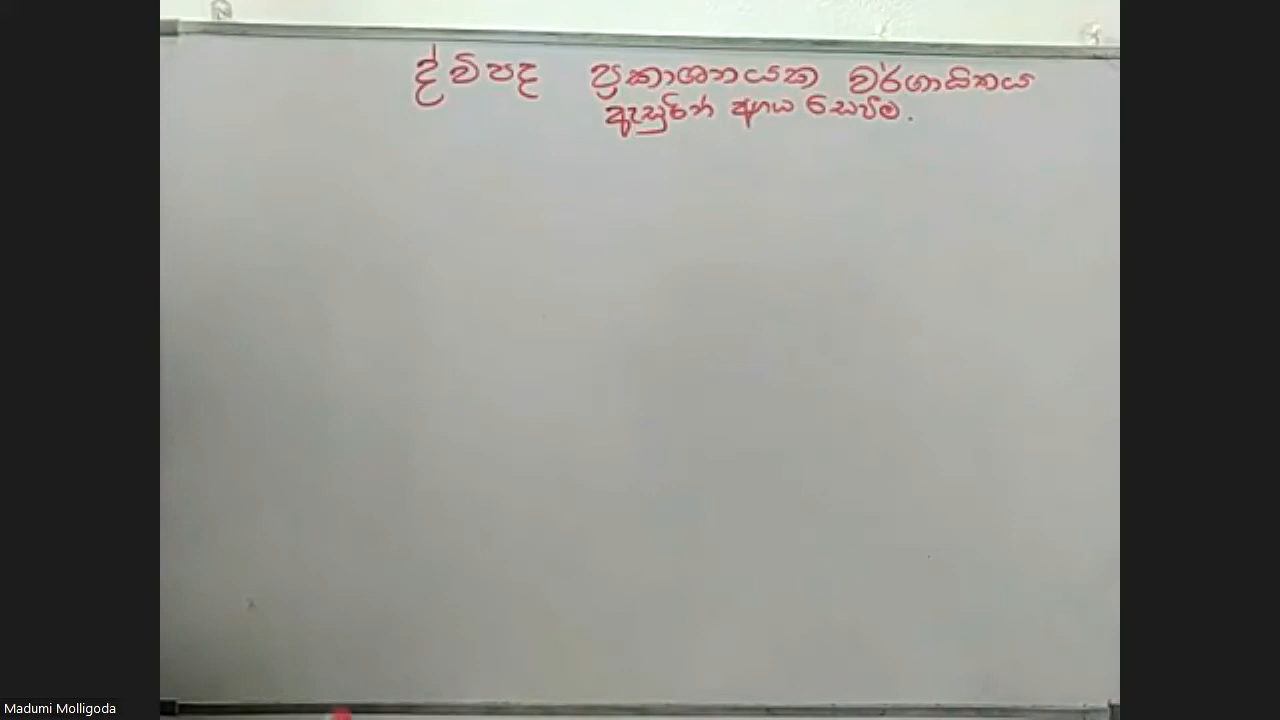 ද්විපද ප්‍රකාශනයක වර්ගායිතය
ඇසුරින් අගය සෙවීම.
Madumi Molligoda